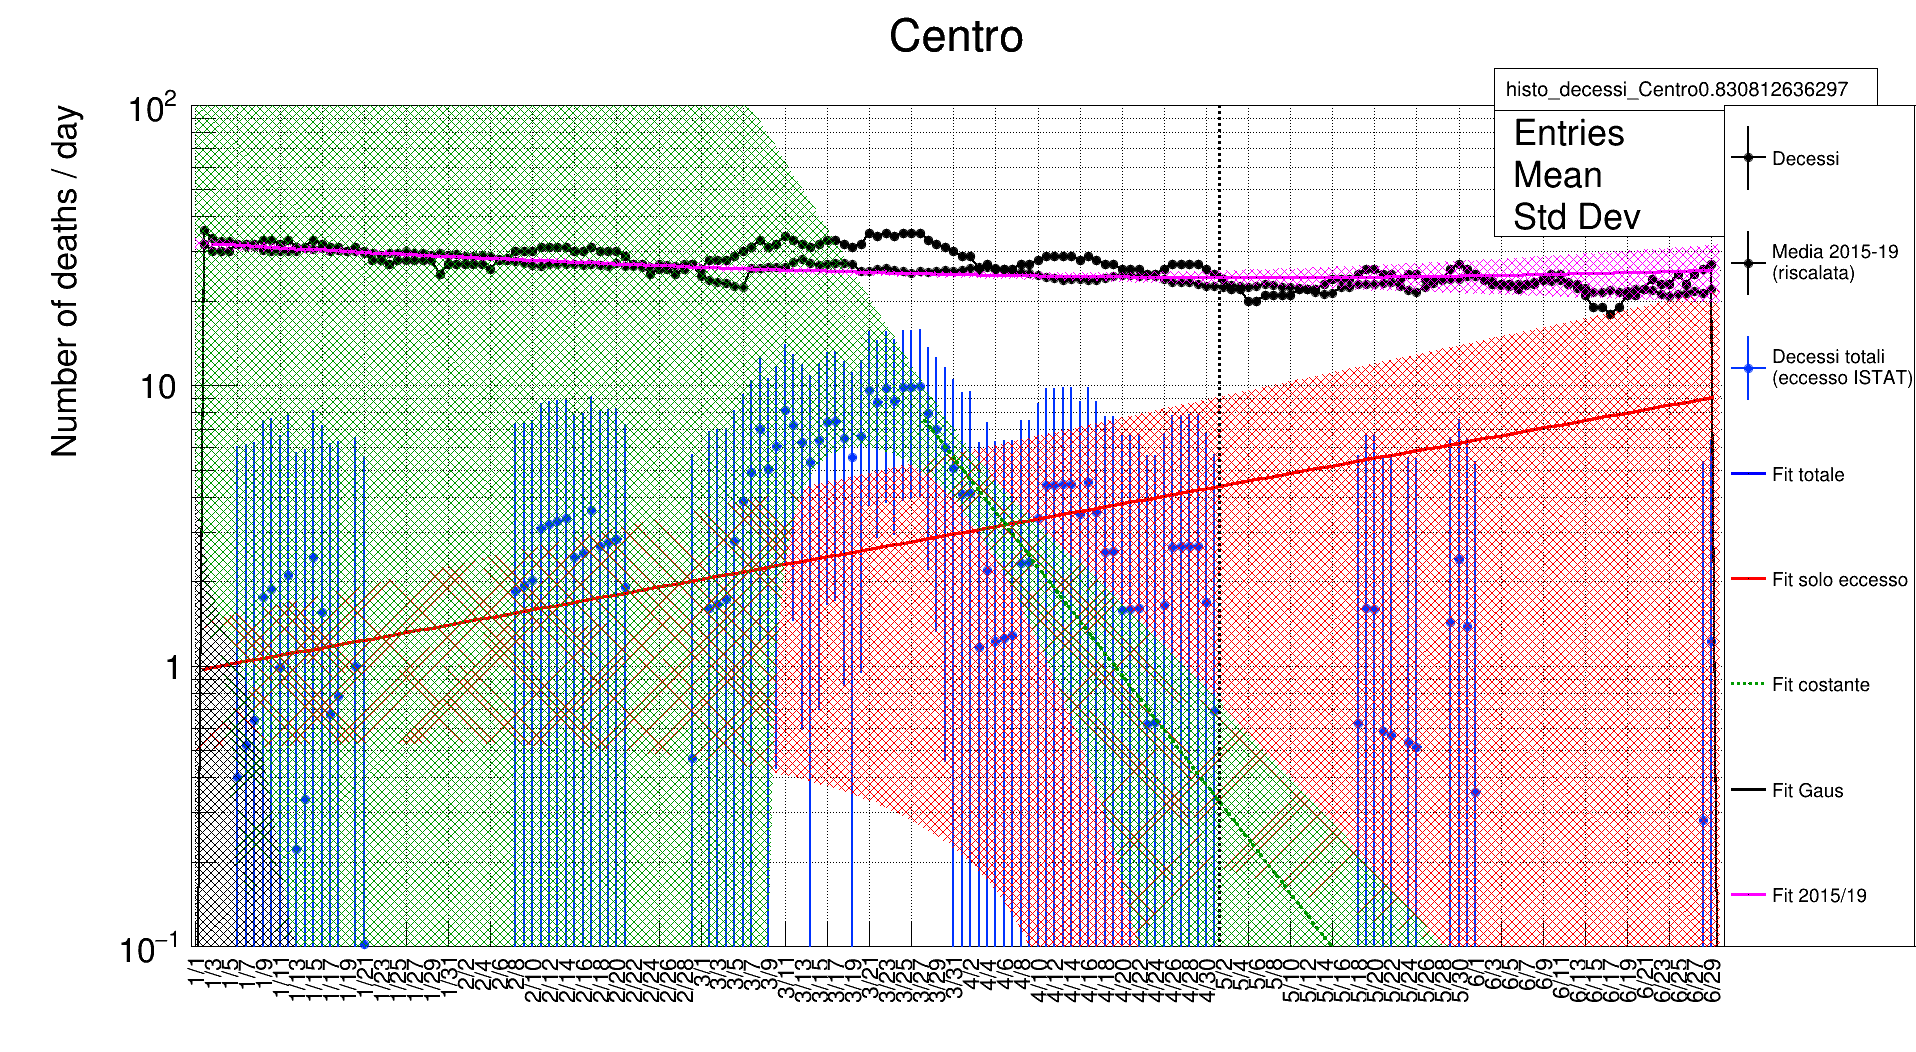 Centro
histo_decessi_Centro0.830812636297
Entries
Mean
Std Dev
Number of deaths / day
10²
10
1
10⁻¹
Decessi
Media 2015-19
(riscalata)
Decessi totali
(eccesso ISTAT)
Fit totale
Fit solo eccesso
Fit costante
Fit Gaus
Fit 2015/19
1/1 1/3 1/5 1/7 1/9 1/11 1/13 1/15 1/17 1/19 1/21 1/23 1/25 1/27 1/29 1/31 2/2 2/4 2/6 2/8 2/10 2/12 2/14 2/16 2/18 2/20 2/22 2/24 2/26 2/28 3/1 3/3 3/5 3/7 3/9 3/11 3/13 3/15 3/17 3/19 3/21 3/23 3/25 3/27 3/29 3/31 4/2 4/4 4/6 4/8 4/10 4/12 4/14 4/16 4/18 4/20 4/22 4/24 4/26 4/28 4/30 5/2 5/4 5/6 5/8 5/10 5/12 5/14 5/16 5/18 5/20 5/22 5/24 5/26 5/28 5/30 6/1 6/3 6/5 6/7 6/9 6/11 6/13 6/15 6/17 6/19 6/21 6/23 6/25 6/27 6/29